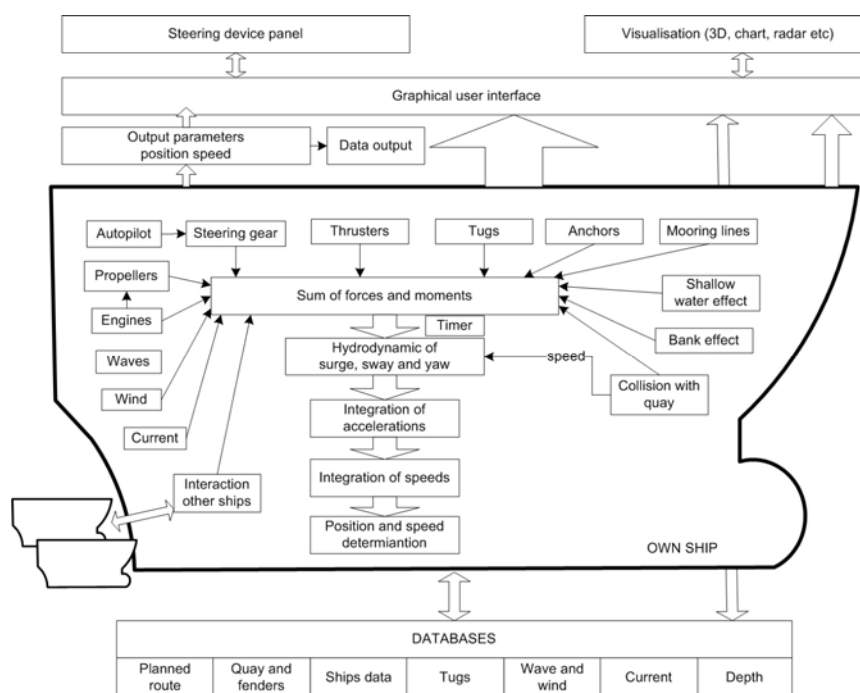 Steering device panel
Visualisation (3D, chart, radar etc)
Graphical user interface
Output parameters
position speed
Data output
Autopilot
Steering gear
Thrusters
Tugs
Anchors
Mooring lines
Propellers
Sum of forces and moments
Shallow
water effect
Engines
Timer
Bank effect
Waves
Hydrodynamic of
surge, sway and yaw
speed
Collision with
quay
Wind
Integration of
accelerations
Current
Interaction
other ships
Integration of speeds
Position and speed
determiantion
OWN SHIP
DATABASES
Planned
route
Quay and
fenders
Ships data
Tugs
Wave and
wind
Current
Depth